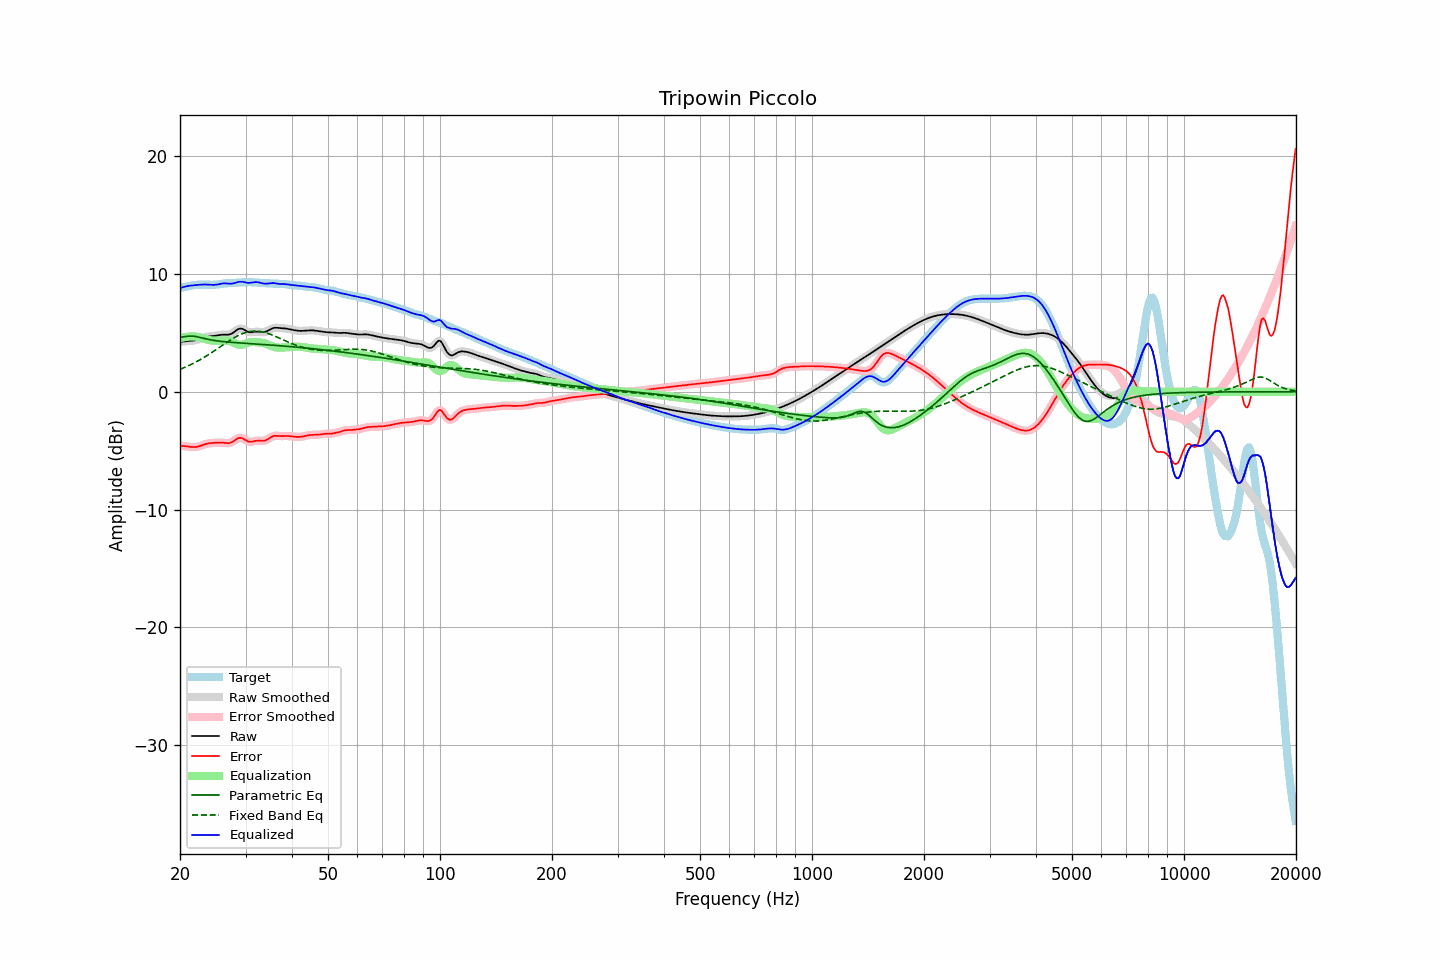 Tripowin Piccolo
20
10
0
−10
−20
−30
Amplitude (dBr)
Target
Raw Smoothed
Error Smoothed
Raw
Error
Equalization
Parametric Eq
Fixed Band Eq
Equalized
20 50 100 200 500 1000 2000 5000 10000 20000
Frequency (Hz)